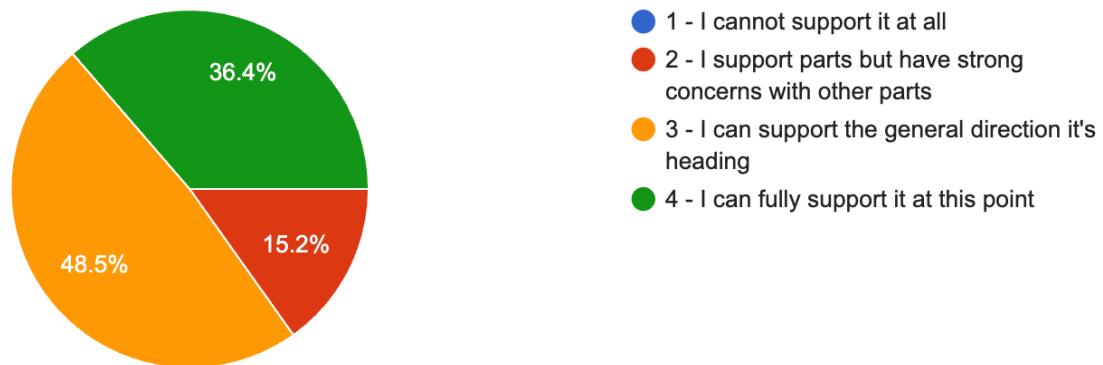 36.4%
15.2%
48.5%
1 - I cannot support it at all
2 - I support parts but have strong
concerns with other parts
3 - I can support the general direction it's
heading
4 - I can fully support it at this point